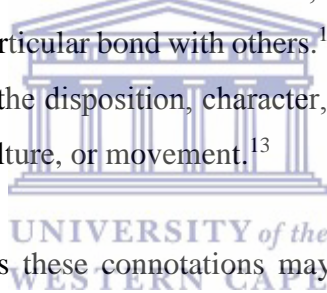 rticular bond with others.1
the disposition, character,
lture, or movement.13
UNIVERSITY of the
s these connotations may
WESTERN CAPE